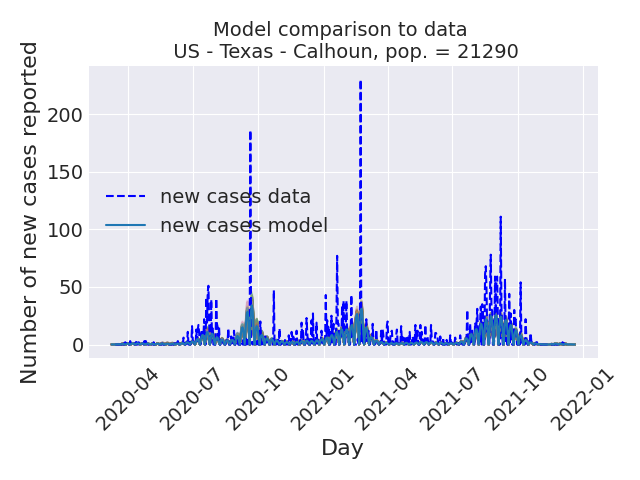 Model comparison to data
US - Texas - Calhoun, pop. = 21290
Number of new cases reported
200
150
100
50
0
new cases data
new cases model
2020-04
2020-07
2020-10
2021-01
2021-04
2021-07
2021-10
2022-01
Day